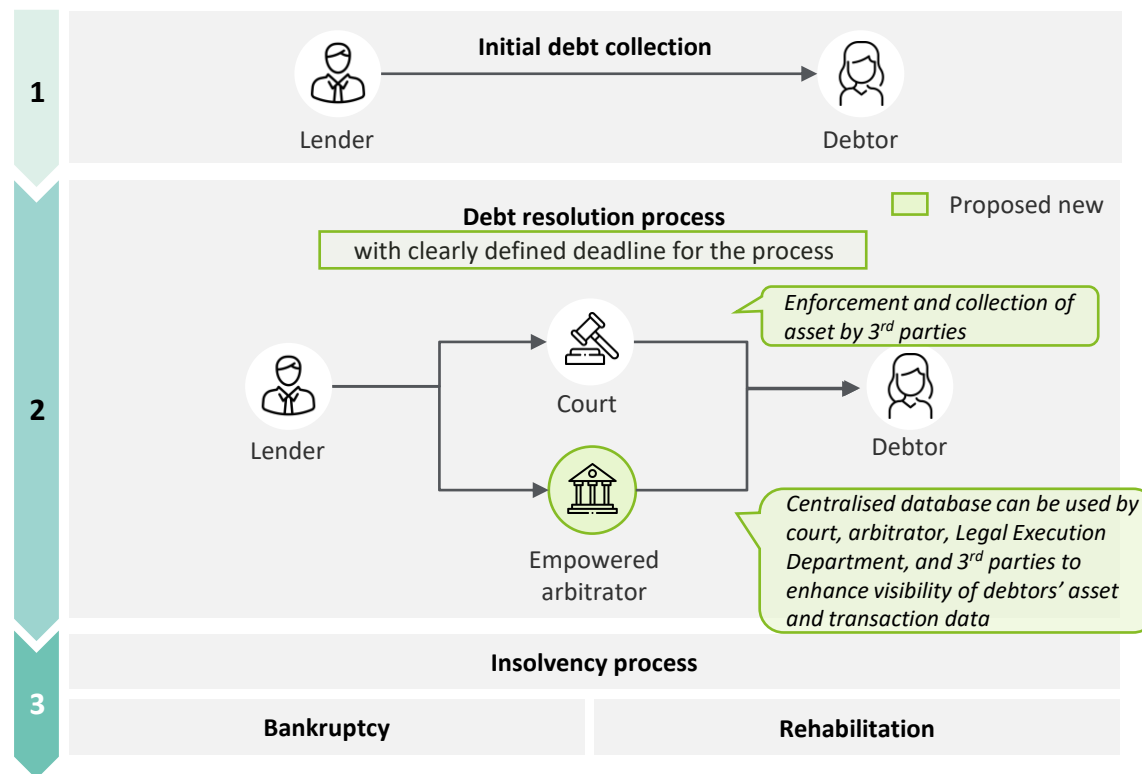 1
Initial debt collection
Lender
Debtor
2
Proposed new
Debt resolution process
with clearly defined deadline for the process
Enforcement and collection of
asset by 3rd parties
Lender
Court
Debtor
Empowered
arbitrator
Centralised database can be used by
court, arbitrator, Legal Execution
Department, and 3rd parties to
enhance visibility of debtors’ asset
and transaction data
3
Insolvency process
Bankruptcy
Rehabilitation